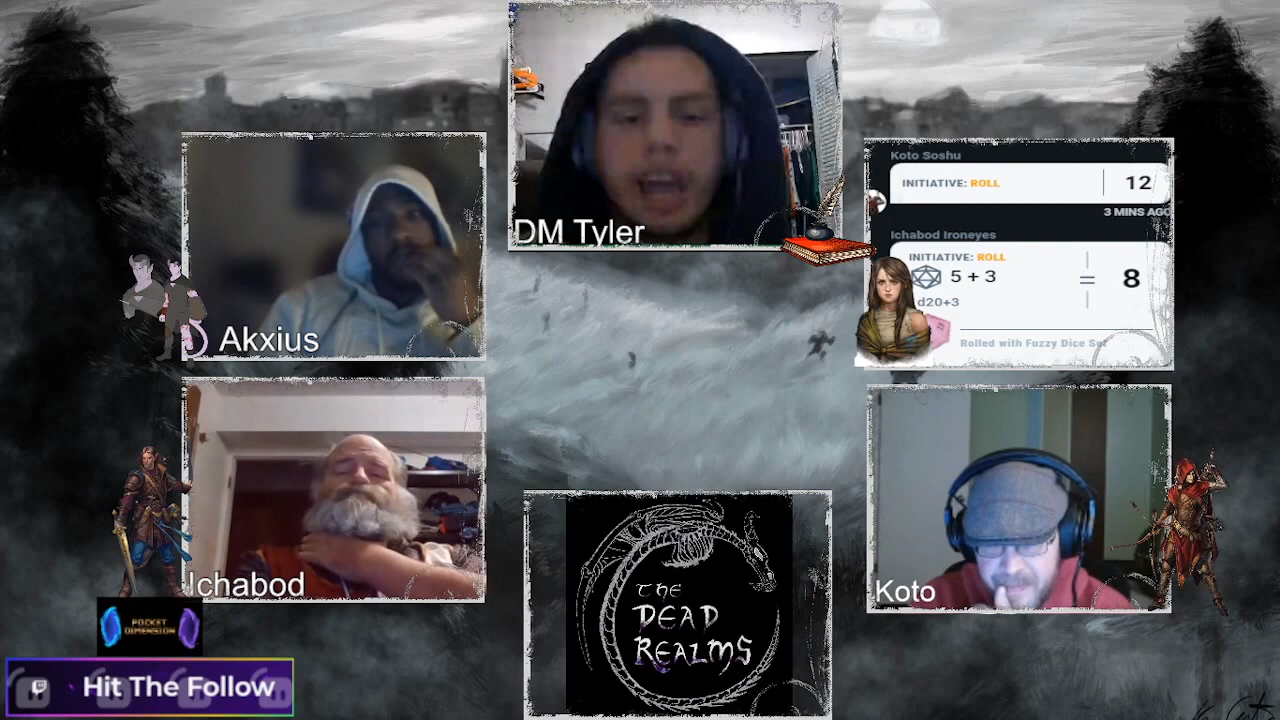 DM Tyler
Akxius
Koto Soshu
INITIATIVE: ROLL
12
3 MINS AGO
Ichabod Ironeyes
INITIATIVE: ROLL
5 + 3
=
8
d20+3
Rolled with Fuzzy Dice Set
Ichabod
Koto
THE
DEAD
REALMS
POCKET
DIMENSION
Hit The Follow